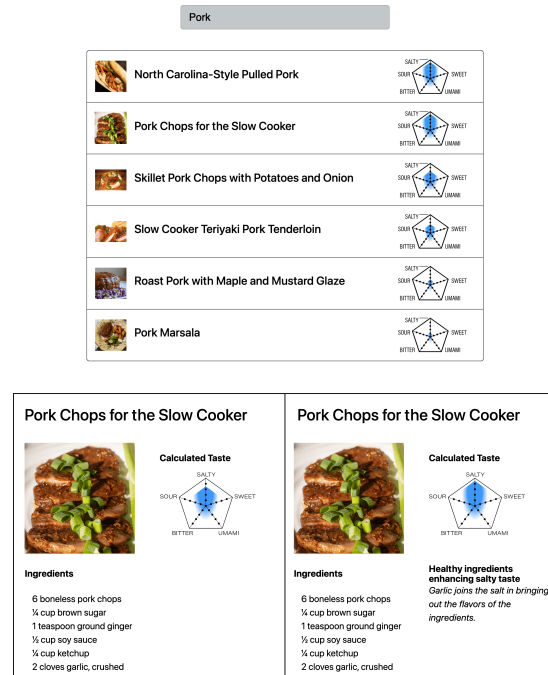 Pork
North Carolina-Style Pulled Pork
SALTY
SOUR
SWEET
BITTER
UMAMI
Pork Chops for the Slow Cooker
SALTY
SOUR
SWEET
BITTER
UMAMI
Skillet Pork Chops with Potatoes and Onion
SALTY
SOUR
SWEET
BITTER
UMAMI
Slow Cooker Teriyaki Pork Tenderloin
SALTY
SOUR
SWEET
BITTER
UMAMI
Roast Pork with Maple and Mustard Glaze
SALTY
SOUR
SWEET
BITTER
UMAMI
Pork Marsala
SALTY
SOUR
SWEET
BITTER
UMAMI
Pork Chops for the Slow Cooker
Calculated Taste
SALTY
SOUR
SWEET
BITTER
UMAMI
Ingredients
6 boneless pork chops
¼ cup brown sugar
1 teaspoon ground ginger
½ cup soy sauce
¼ cup ketchup
2 cloves garlic, crushed
Pork Chops for the Slow Cooker
Calculated Taste
SALTY
SOUR
SWEET
BITTER
UMAMI
Healthy ingredients
enhancing salty taste
Garlic joins the salt in bringing
out the flavors of the
ingredients.
Ingredients
6 boneless pork chops
¼ cup brown sugar
1 teaspoon ground ginger
½ cup soy sauce
¼ cup ketchup
2 cloves garlic, crushed